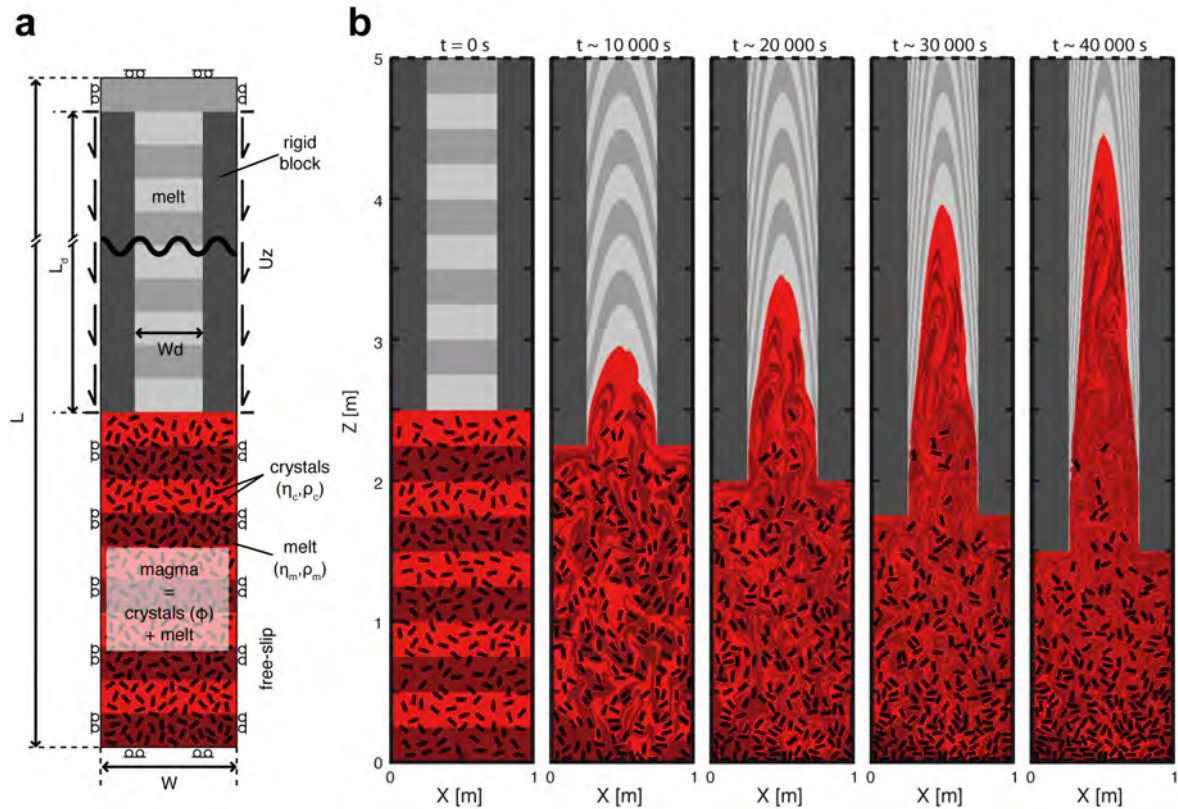 a
rigid
block
melt
L
Ld
Uz
Wd
crystals
(ηc,ρc)
melt
(ηm,ρm)
magma
=
crystals (Φ)
+ melt
free-slip
W
b
t = 0 s
t ~ 10 000 s
t ~ 20 000 s
t ~ 30 000 s
t ~ 40 000 s
5
4
3
2
1
0
Z [m]
0 1 0 1 0 1 0 1 0 1
X [m] X [m] X [m] X [m] X [m]